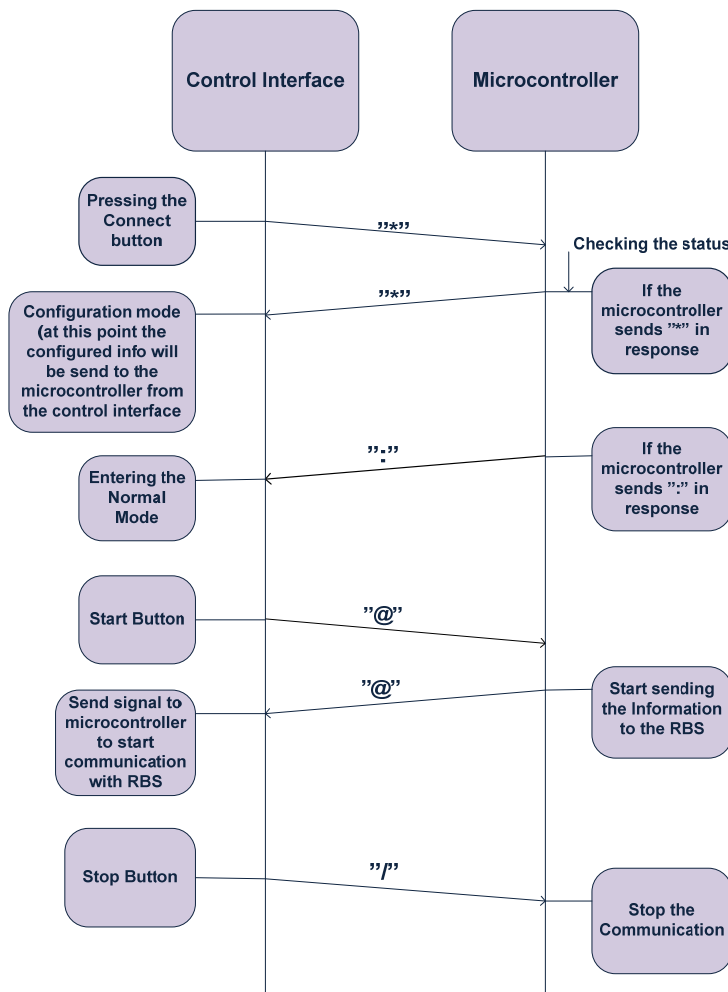 Control Interface
Microcontroller
Pressing the
Connect
button
”*”
Checking the status
”*”
Configuration mode
(at this point the
configured info will
be send to the
microcontroller from
the control interface
If the
microcontroller
sends ”*” in
response
”:”
Entering the
Normal
Mode
If the
microcontroller
sends ”:” in
response
Start Button
”@”
”@”
Send signal to
microcontroller
to start
communication
with RBS
Start sending
the Information
to the RBS
Stop Button
”/”
Stop the
Communication